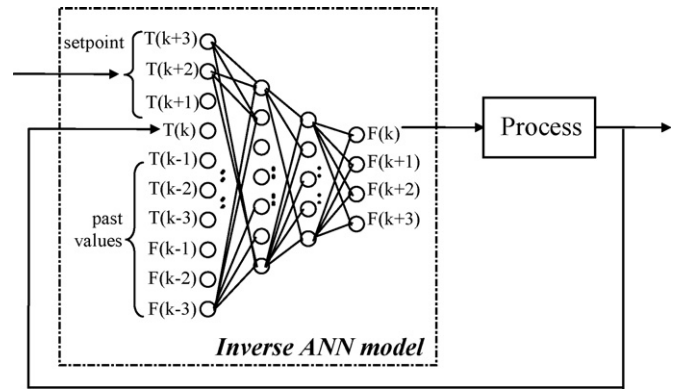 setpoint
T(k+3)
T(k+2)
T(k+1)
T(k)
T(k-1)
T(k-2)
T(k-3)
past
values
F(k-1)
F(k-2)
F(k-3)
F(k)
F(k+1)
F(k+2)
F(k+3)
Process
Inverse ANN model